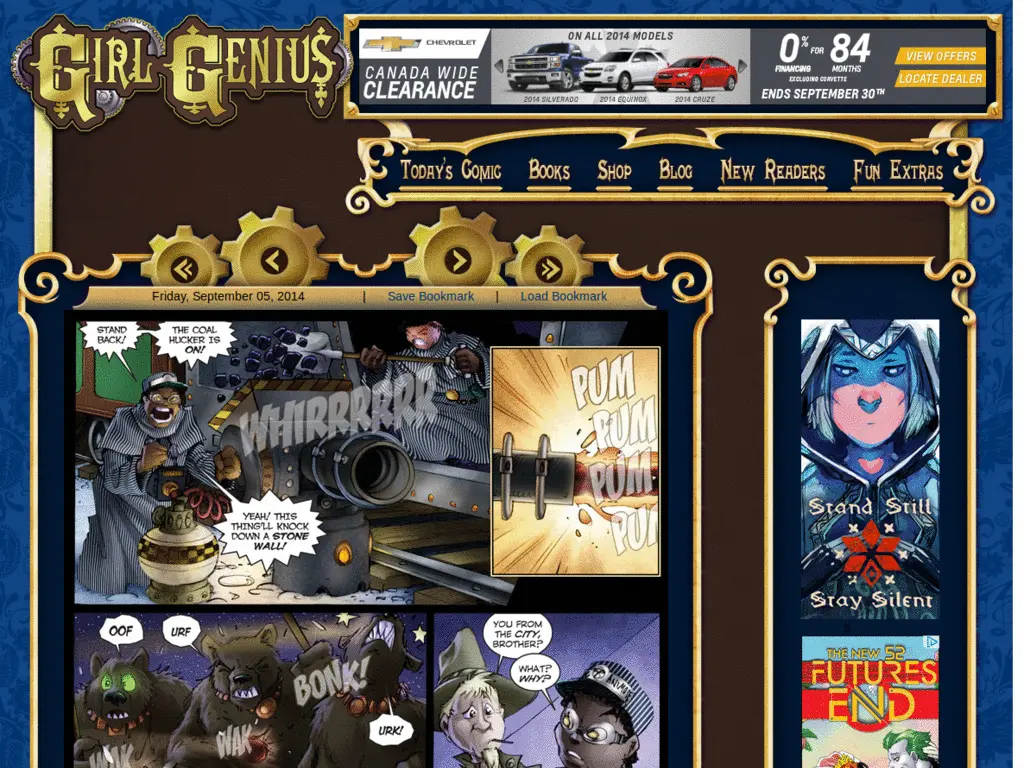 GIRL GENIUS
CHEVROLET
CANADA WIDE
CLEARANCE
ON ALL 2014 MODELS
2014 SILVERADO 2014 EQUINOX 2014 CRUZE
0% FOR 84
FINANCING MONTHS
EXCLUDING CORVETTE
ENDS SEPTEMBER 30TH
VIEW OFFERS
LOCATE DEALER
TODAY'S COMIC BOOKS SHOP BLOG NEW READERS FUN EXTRAS
Friday, September 05, 2014 | Save Bookmark | Load Bookmark
STAND
BACK!
THE COAL
HUCKER IS
ON!
WHIRRRRRRR
YEAH! THIS
THING'LL KNOCK
DOWN A STONE
WALL!
PUM
PUM
PUM
PUM
OOF
URF
BONK!
WAK
WAK
URK!
YOU FROM
THE CITY,
BROTHER?
WHAT?
WHY?
Stand Still
Stay Silent
THE NEW 52
FUTURES
END